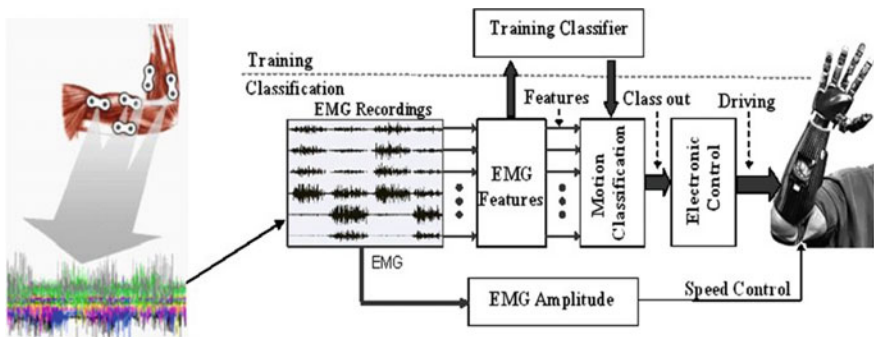 Training Classifier
Training
Classification
EMG Recordings
Features
Class out
Driving
EMG
Features
Motion
Classification
Electronic
Control
EMG
EMG Amplitude
Speed Control